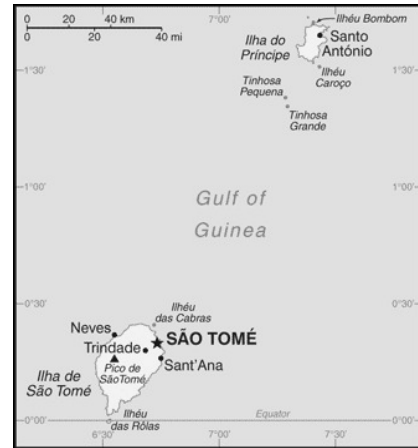 0 20 40 km
0 20 40 mi
7°00'
7°30'
Ilhéu Bombom
Santo
António
Ilha do
Príncipe
Ilhéu
Caroço
1°30'
1°30'
Tinhosa
Pequena
Tinhosa
Grande
1°00'
1°00'
Gulf of
Guinea
0°30'
0°30'
Ilhéu
das Cabras
Neves
SÃO TOMÉ
Trindade
Pico de
SãoTomé
Sant'Ana
Ilha de
São Tomé
0°00'
Equator
0°00'
Ilhéu
das Rôlas
6°30'
7°00'
7°30'